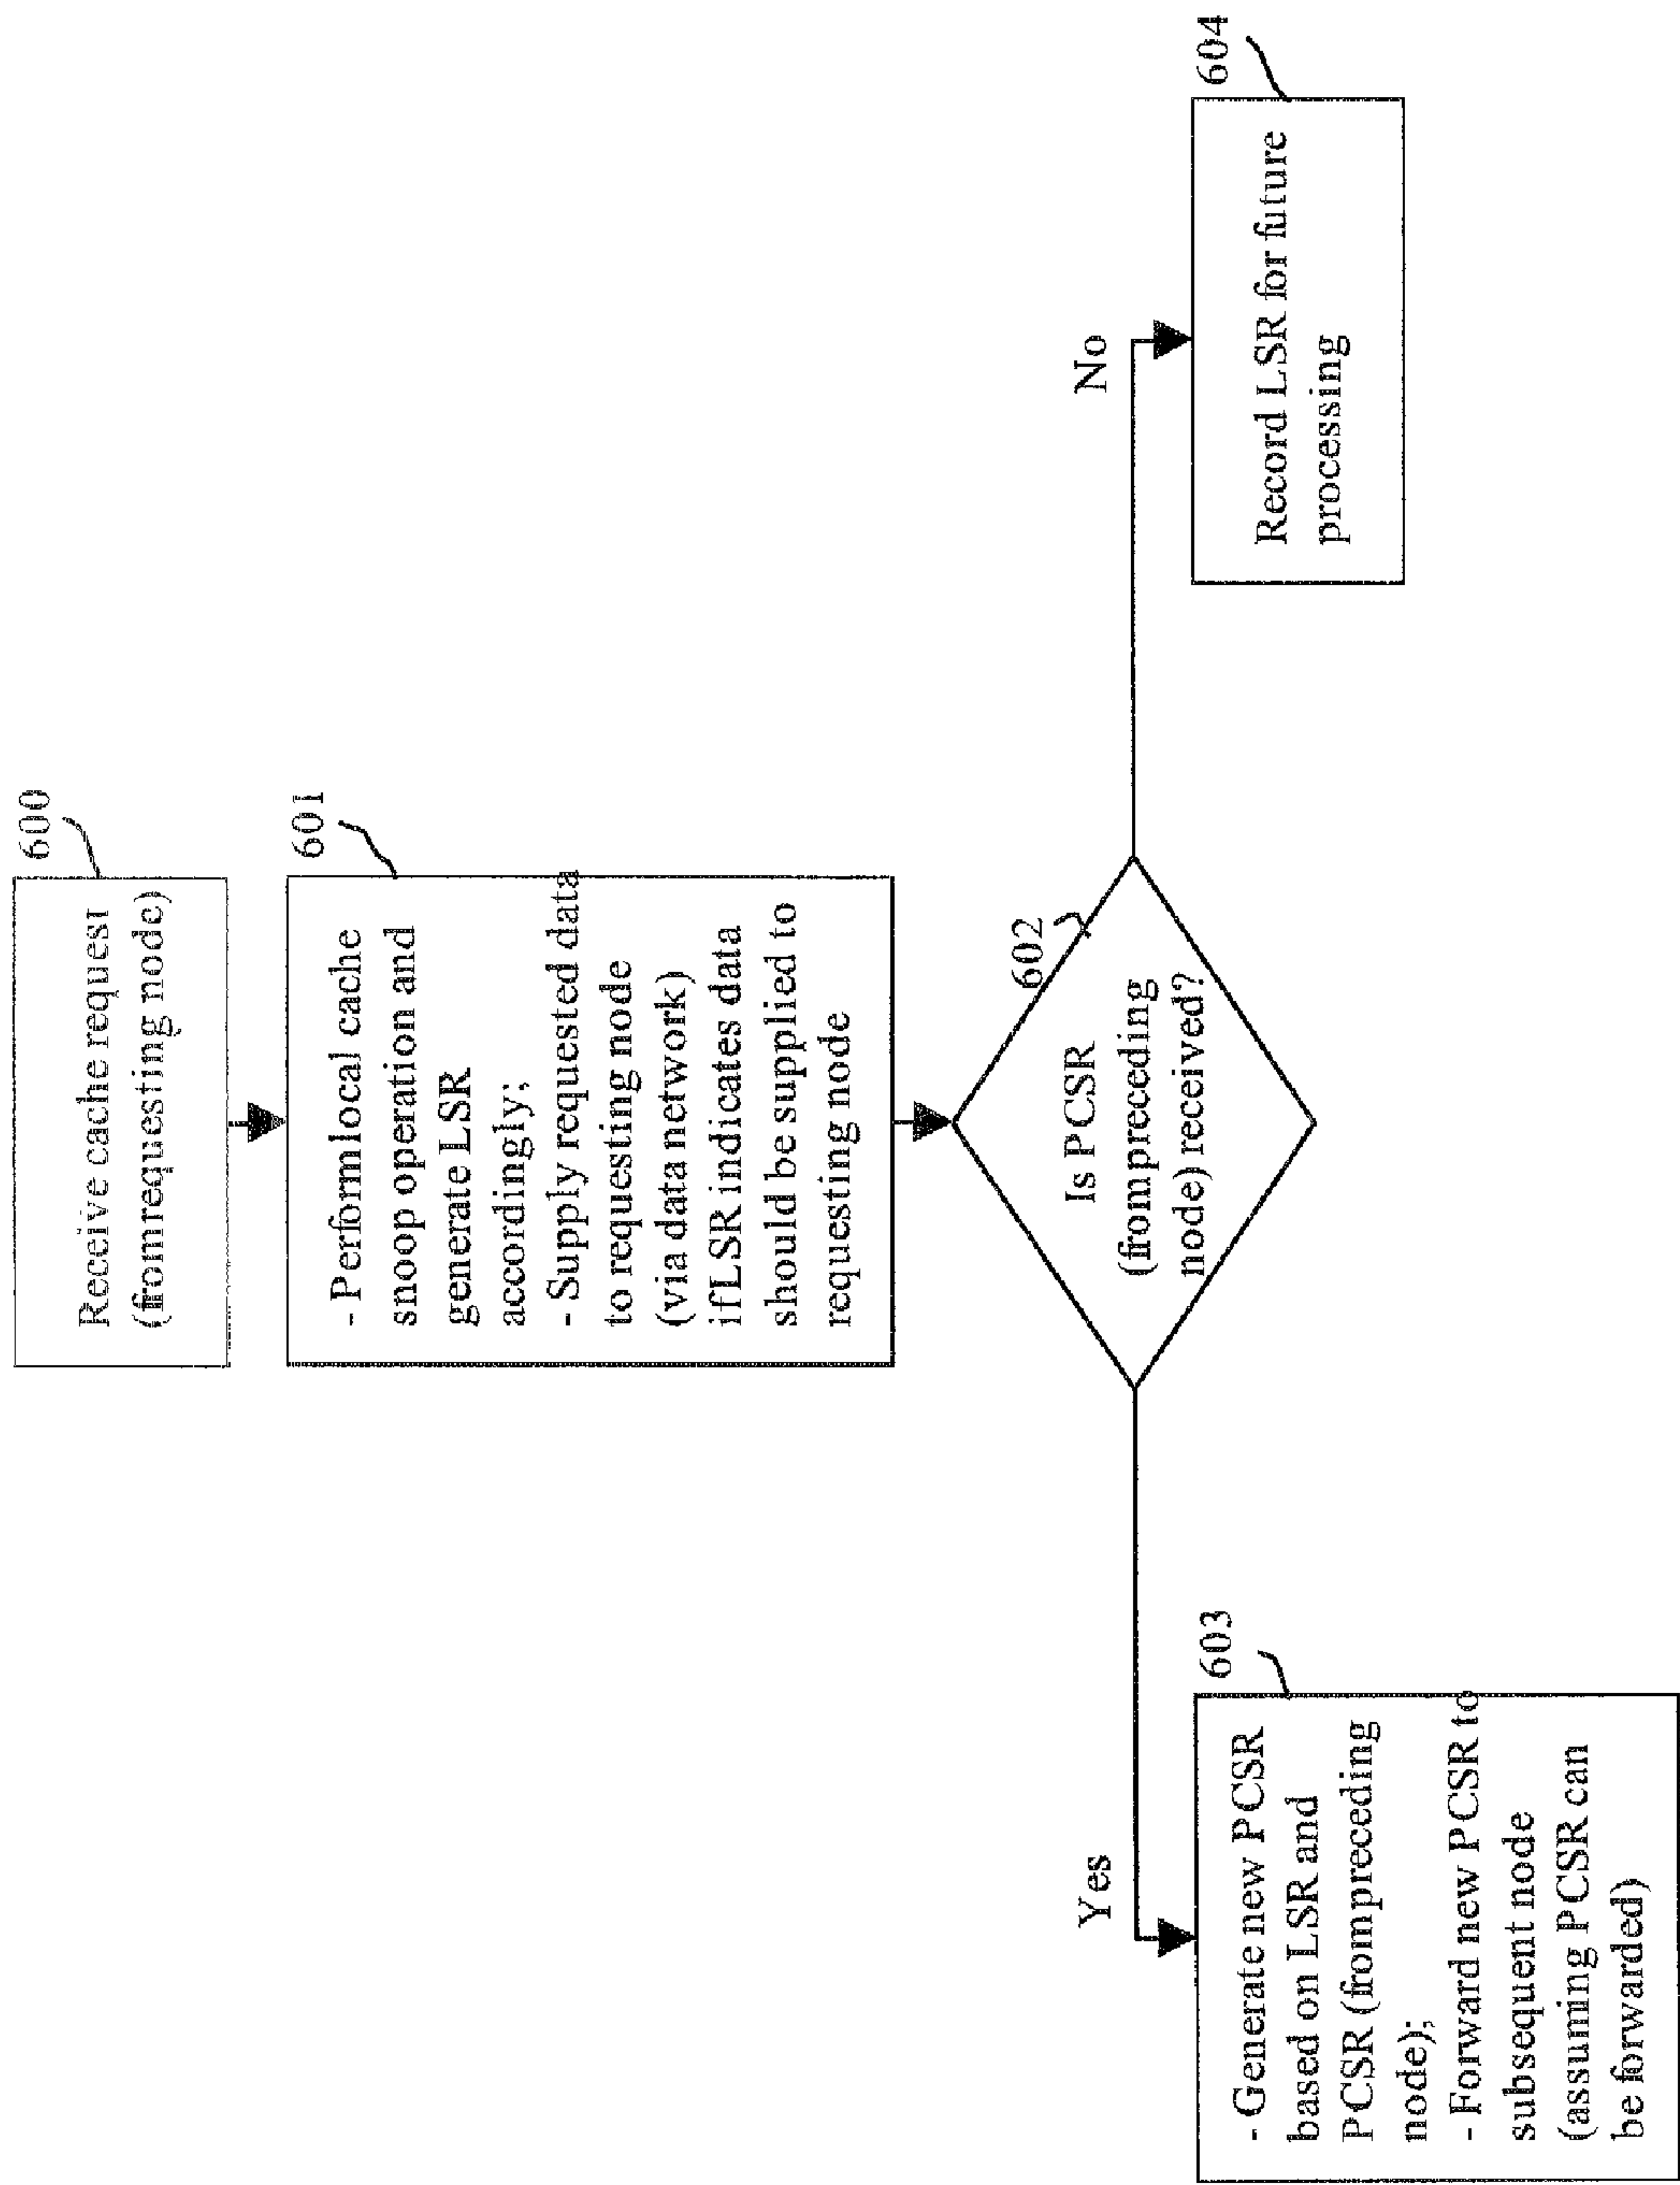 600
Receive cache request
(from requesting node)
601
- Perform local cache
snoop operation and
generate LSR
accordingly;
- Supply requested data
to requesting node
(via data network)
if LSR indicates data
should be supplied to
requesting node
602
Is PCSR
(from preceding
node) received?
Yes
No
603
- Generate new PCSR
based on LSR and
PCSR (from preceding
node);
- Forward new PCSR to
subsequent node
(assuming PCSR can
be forwarded)
604
Record LSR for future
processing